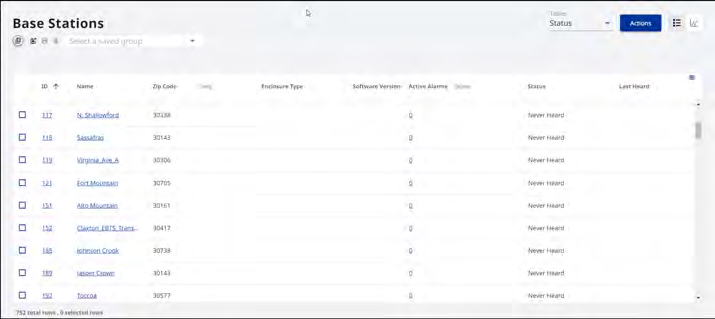 Base Stations
Tables
Status
Actions
Select a saved group
ID Name Zip Code Config Enclosure Type Software Version Active Alarms Status Last Heard
117 N. Shallowford 30338 0 Never Heard
118 Sassafras 30143 0 Never Heard
119 Virginia_Ave_A 30306 0 Never Heard
121 Fort Mountain 30705 0 Never Heard
151 Alto Mountain 30161 0 Never Heard
152 Claxton_EBTS_Trans... 30417 0 Never Heard
Johnson Crook 30738 0 Never Heard
189 Jasper Crown 30143 0 Never Heard
192 Toccoa 30577 0 Never Heard
752 total rows , 0 selected rows